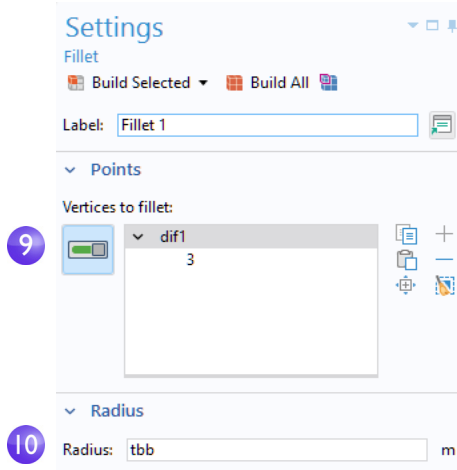 Settings
Fillet
Build Selected Build All
Label: Fillet 1
Points
Vertices to fillet:
9
dif1
3
Radius
10 Radius: tbb m